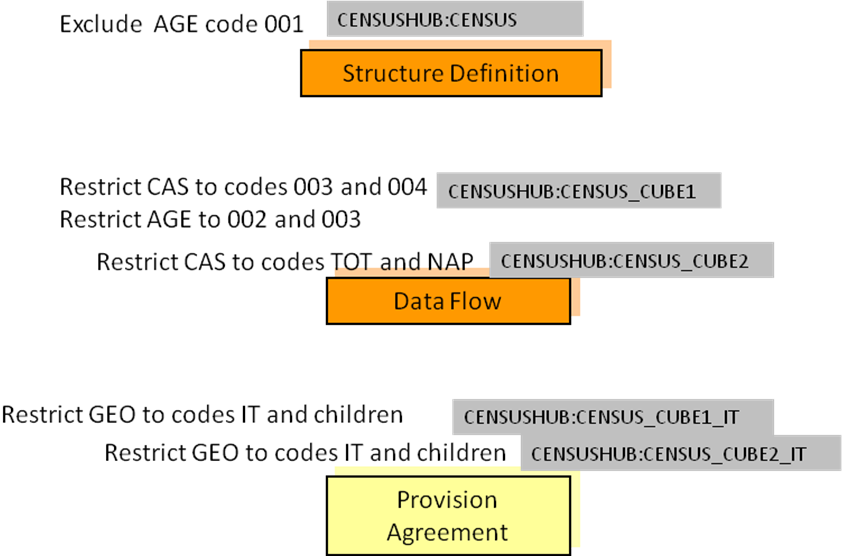 Exclude AGE code 001 CENSUSHUB:CENSUS
Structure Definition
Restrict CAS to codes 003 and 004 CENSUSHUB:CENSUS_CUBE1
Restrict AGE to 002 and 003
Restrict CAS to codes TOT and NAP CENSUSHUB:CENSUS_CUBE2
Data Flow
Restrict GEO to codes IT and children CENSUSHUB:CENSUS_CUBE1_IT
Restrict GEO to codes IT and children CENSUSHUB:CENSUS_CUBE2_IT
Provision
Agreement